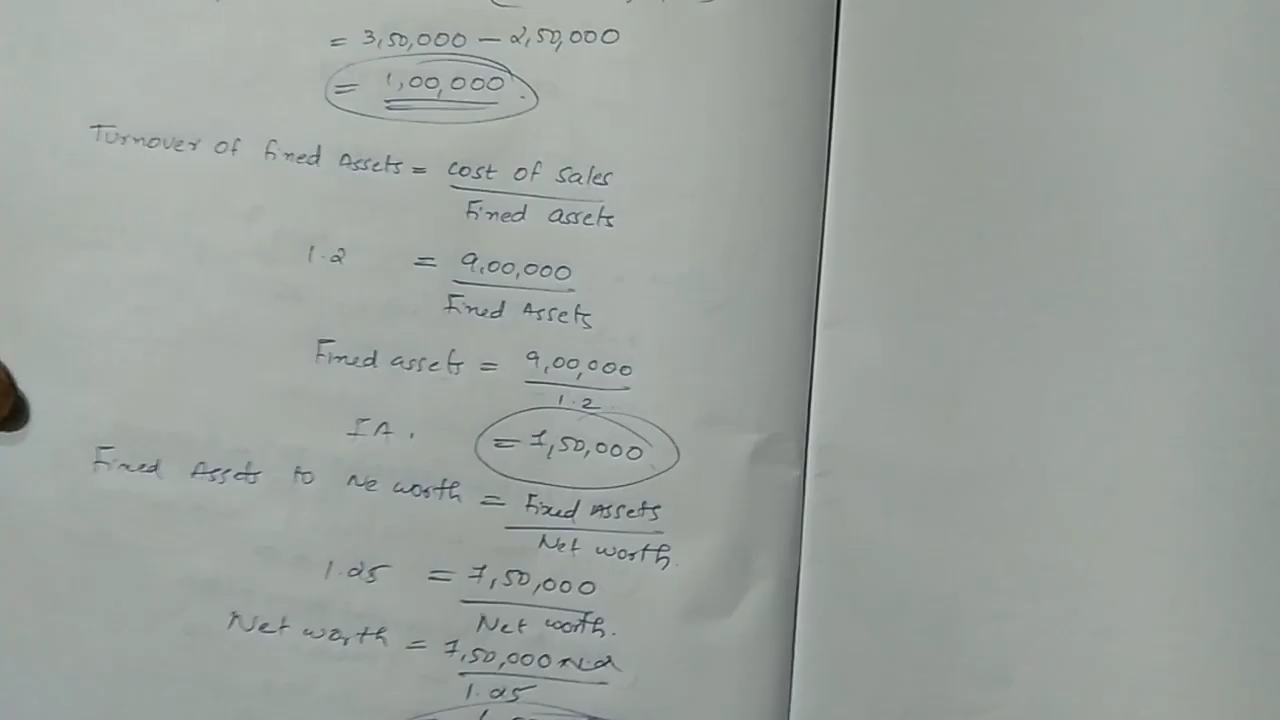 = 3,50,000 — 2,50,000
= 1,00,000.
Turnover of Fixed Assets = cost of sales
Fixed assets
1.2 = 9,00,000
Fixed Assets
Fixed assets = 9,00,000
1.2
IA. = 7,50,000
Fixed Assets to Ne worth = Fixed Assets
Net worth.
1.25 = 7,50,000
Net worth.
Net worth = 7,50,000
1.25